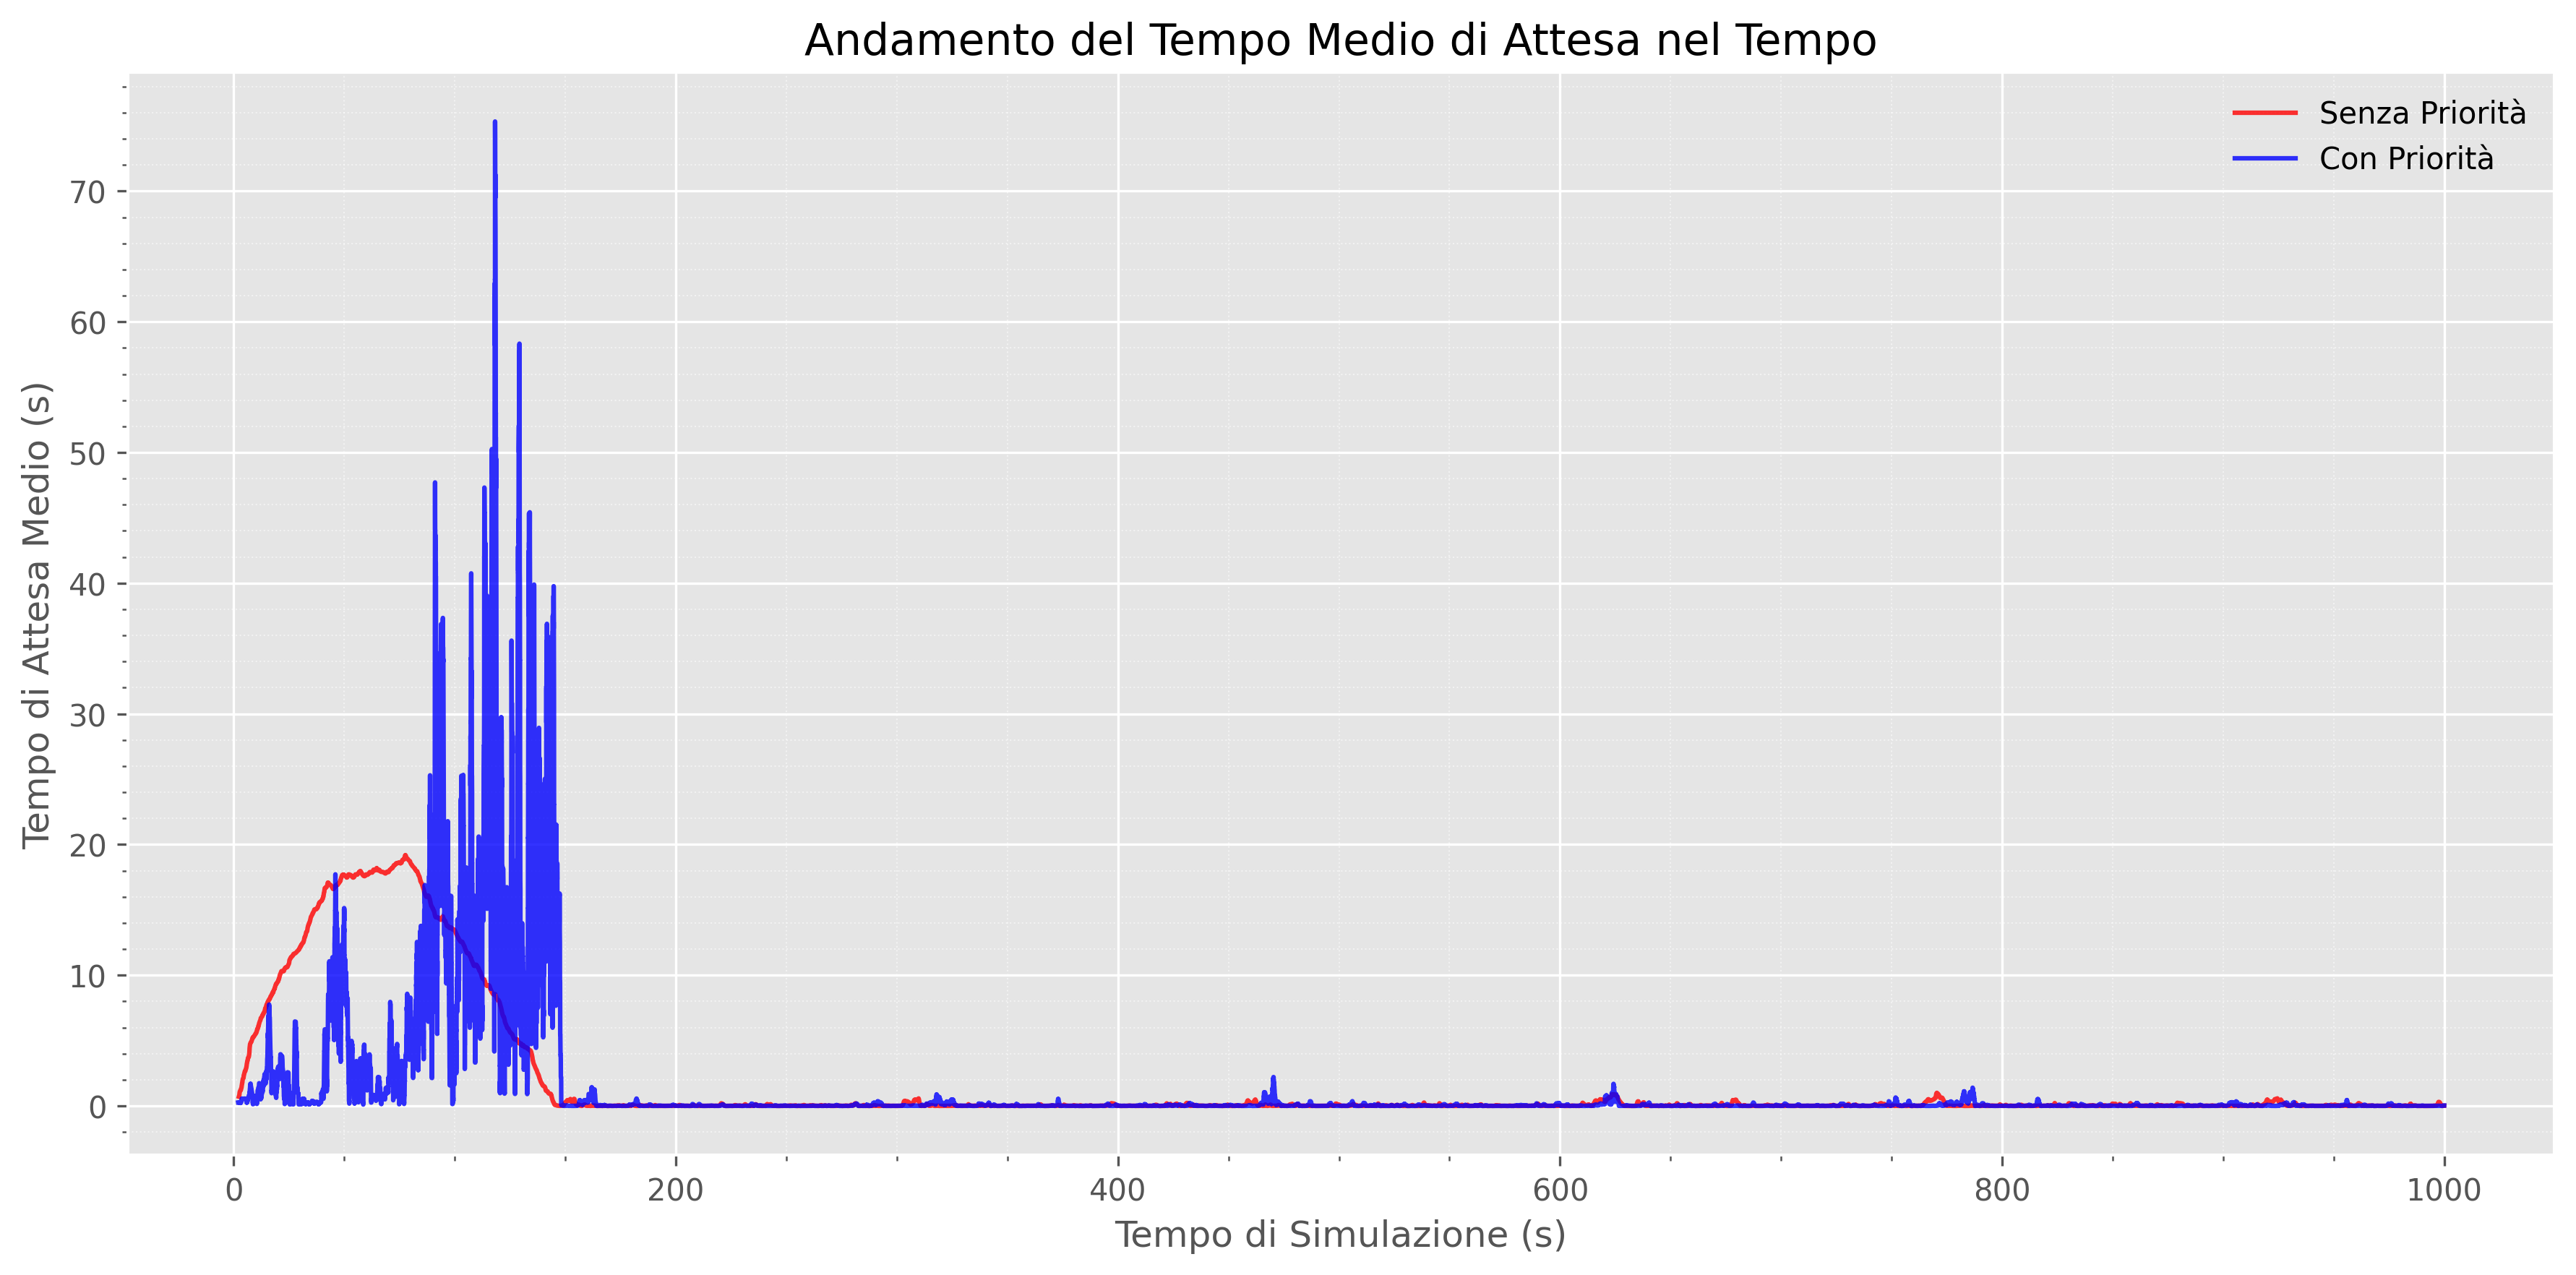 Andamento del Tempo Medio di Attesa nel Tempo
Senza Priorità
Con Priorità
Tempo di Attesa Medio (s)
70
60
50
40
30
20
10
0
0 200 400 600 800 1000
Tempo di Simulazione (s)